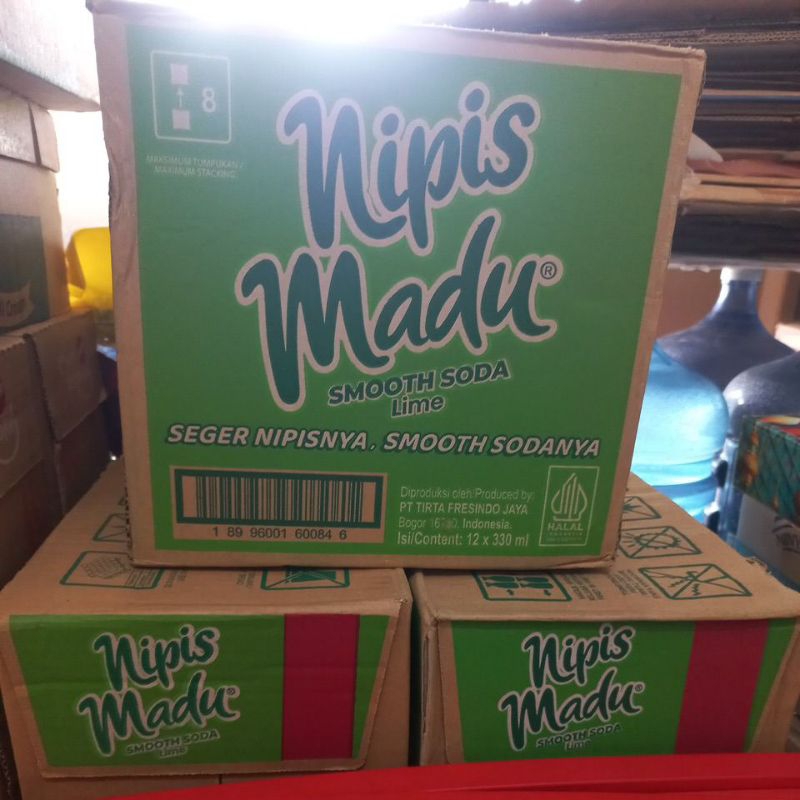 8
MAKSIMUM TUMPUKAN /
MAXIMUM STACKING
Nipis
Madu®
SMOOTH SODA
Lime
SEGER NIPISNYA, SMOOTH SODANYA
1 89 96001 60084 6
Diproduksi oleh/Produced by:
PT TIRTA FRESINDO JAYA
Bogor Indonesia.
Isi/Content: 12 x 330 ml
HALAL
INDONESIA
Nipis
Madu®
SMOOTH SODA
Lime
Nipis
Madu®
SMOOTH SODA
Lime